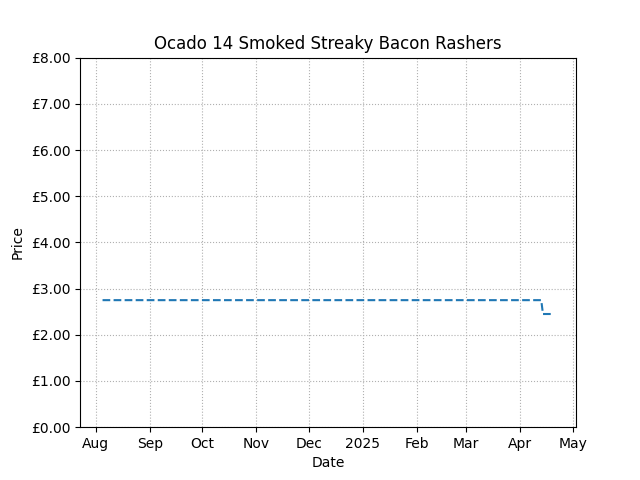 Ocado 14 Smoked Streaky Bacon Rashers
£8.00
£7.00
£6.00
£5.00
£4.00
£3.00
£2.00
£1.00
£0.00
Price
Aug Sep Oct Nov Dec 2025 Feb Mar Apr May
Date